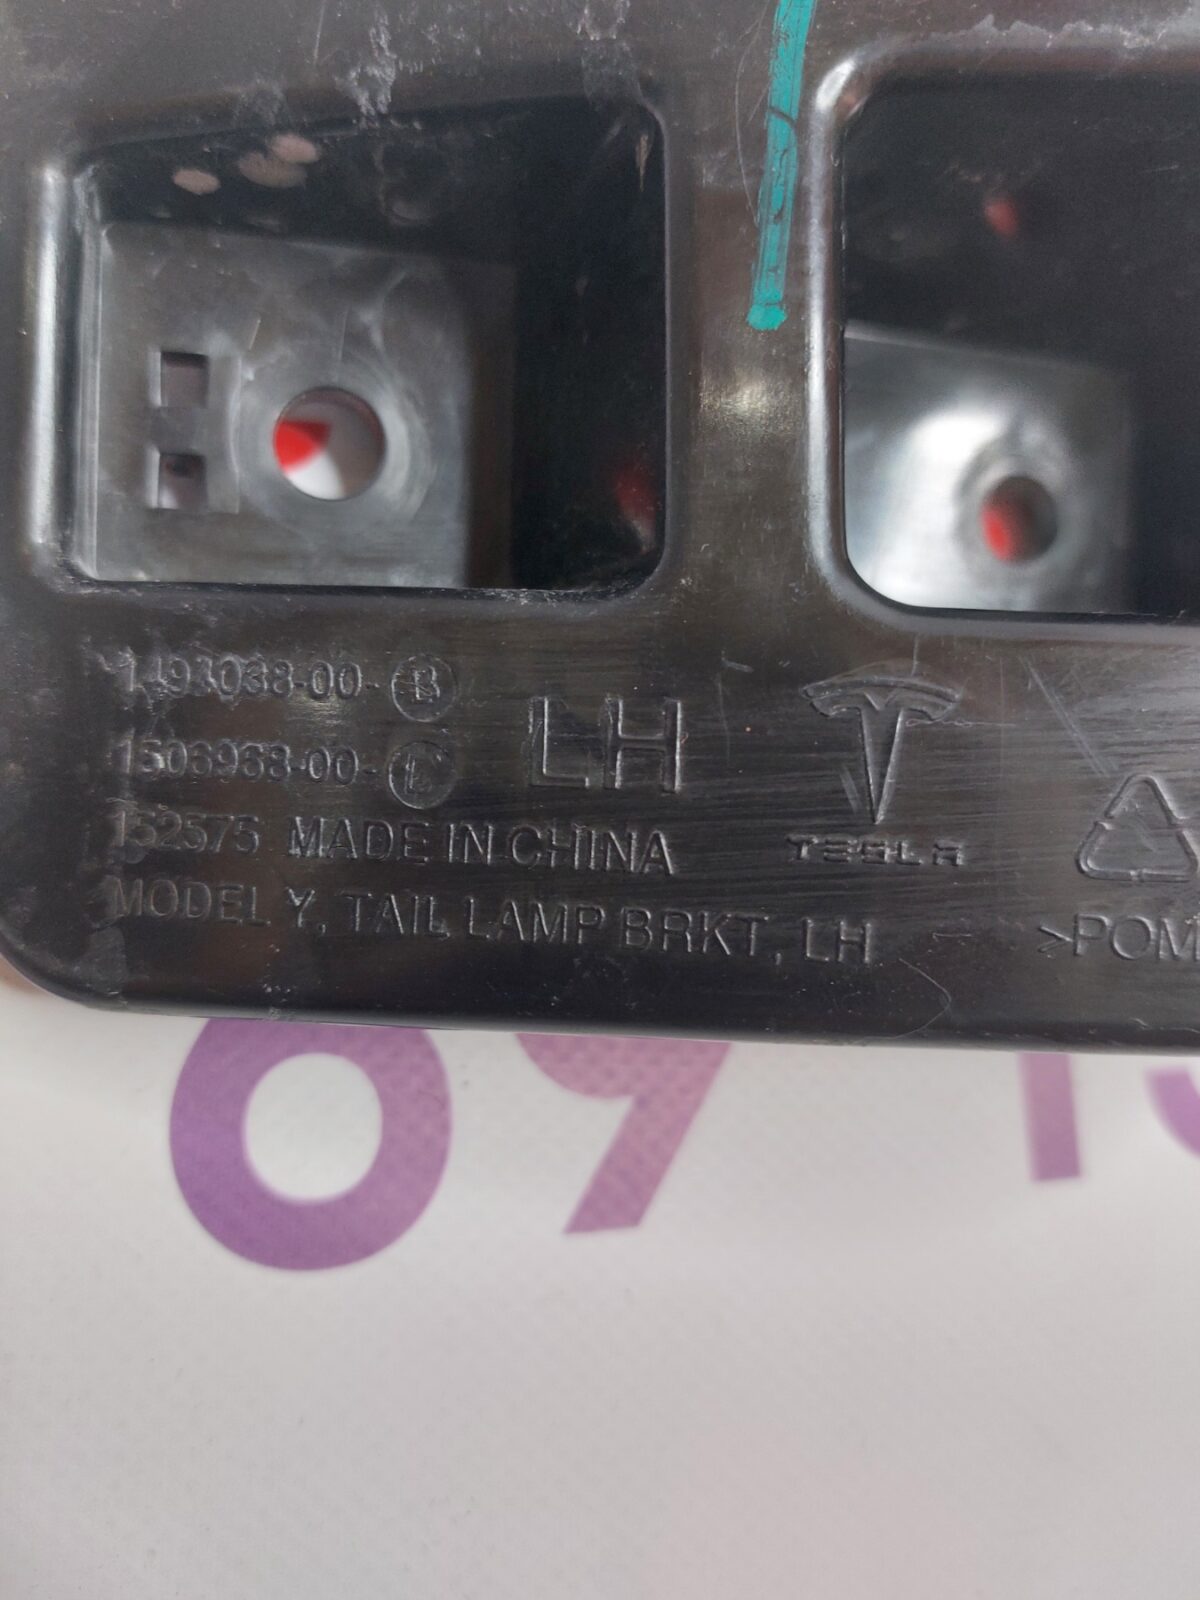 1493038-00-B
1506968-00-L
LH
TESLA
152575 MADE IN CHINA
MODEL Y, TAIL LAMP BRKT, LH
>POM